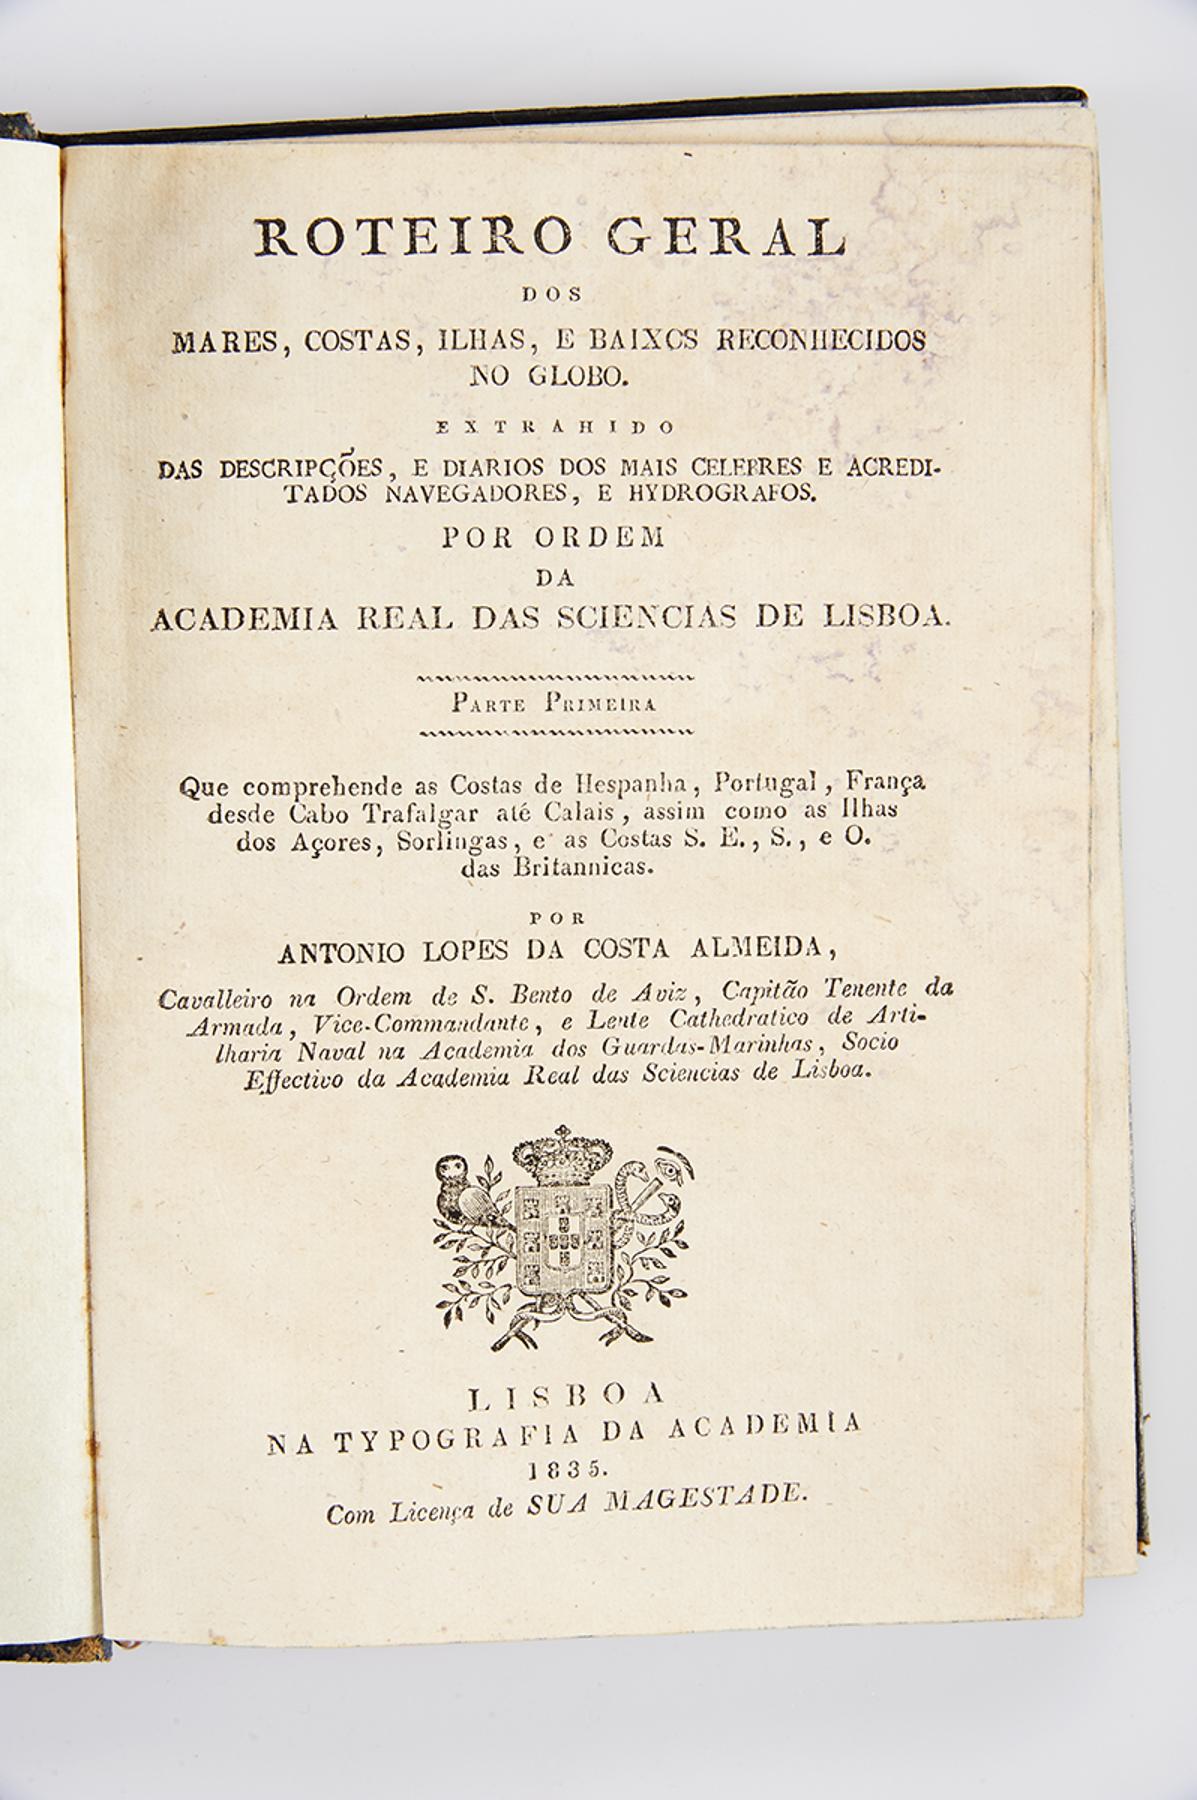 ROTEIRO GERAL
DOS
MARES, COSTAS, ILHAS, E BAIXOS RECONHECIDOS
NO GLOBO.
EXTRAHIDO
DAS DESCRIPÇÕES, E DIARIOS DOS MAIS CELEBRES E ACREDI-
TADOS NAVEGADORES, E HYDROGRAFOS.
POR ORDEM
DA
ACADEMIA REAL DAS SCIENCIAS DE LISBOA.
PARTE PRIMEIRA
Que comprehende as Costas de Hespanha, Portugal, França
desde Cabo Trafalgar até Calais, assim como as Ilhas
dos Açores, Sorlingas, e as Costas S. E., S., e O.
das Britannicas.
POR
ANTONIO LOPES DA COSTA ALMEIDA,
Cavalleiro na Ordem de S. Bento de Aviz, Capitão Tenente da
Armada, Vice-Commandante, e Lente Cathedratico de Arti-
lharia Naval na Academia dos Guardas-Marinhas, Socio
Effectivo da Academia Real das Sciencias de Lisboa.
LISBOA
NA TYPOGRAFIA DA ACADEMIA
1835.
Com Licença de SUA MAGESTADE.